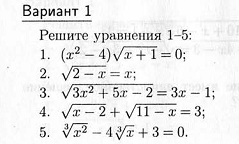 Вариант 1
Решите уравнения 1–5:
1. (x² − 4)√(x + 1) = 0;
2. √(2 − x) = x;
3. √(3x² + 5x − 2) = 3x − 1;
4. √(x − 2) + √(11 − x) = 3;
5. ∛(x²) − 4∛x + 3 = 0.